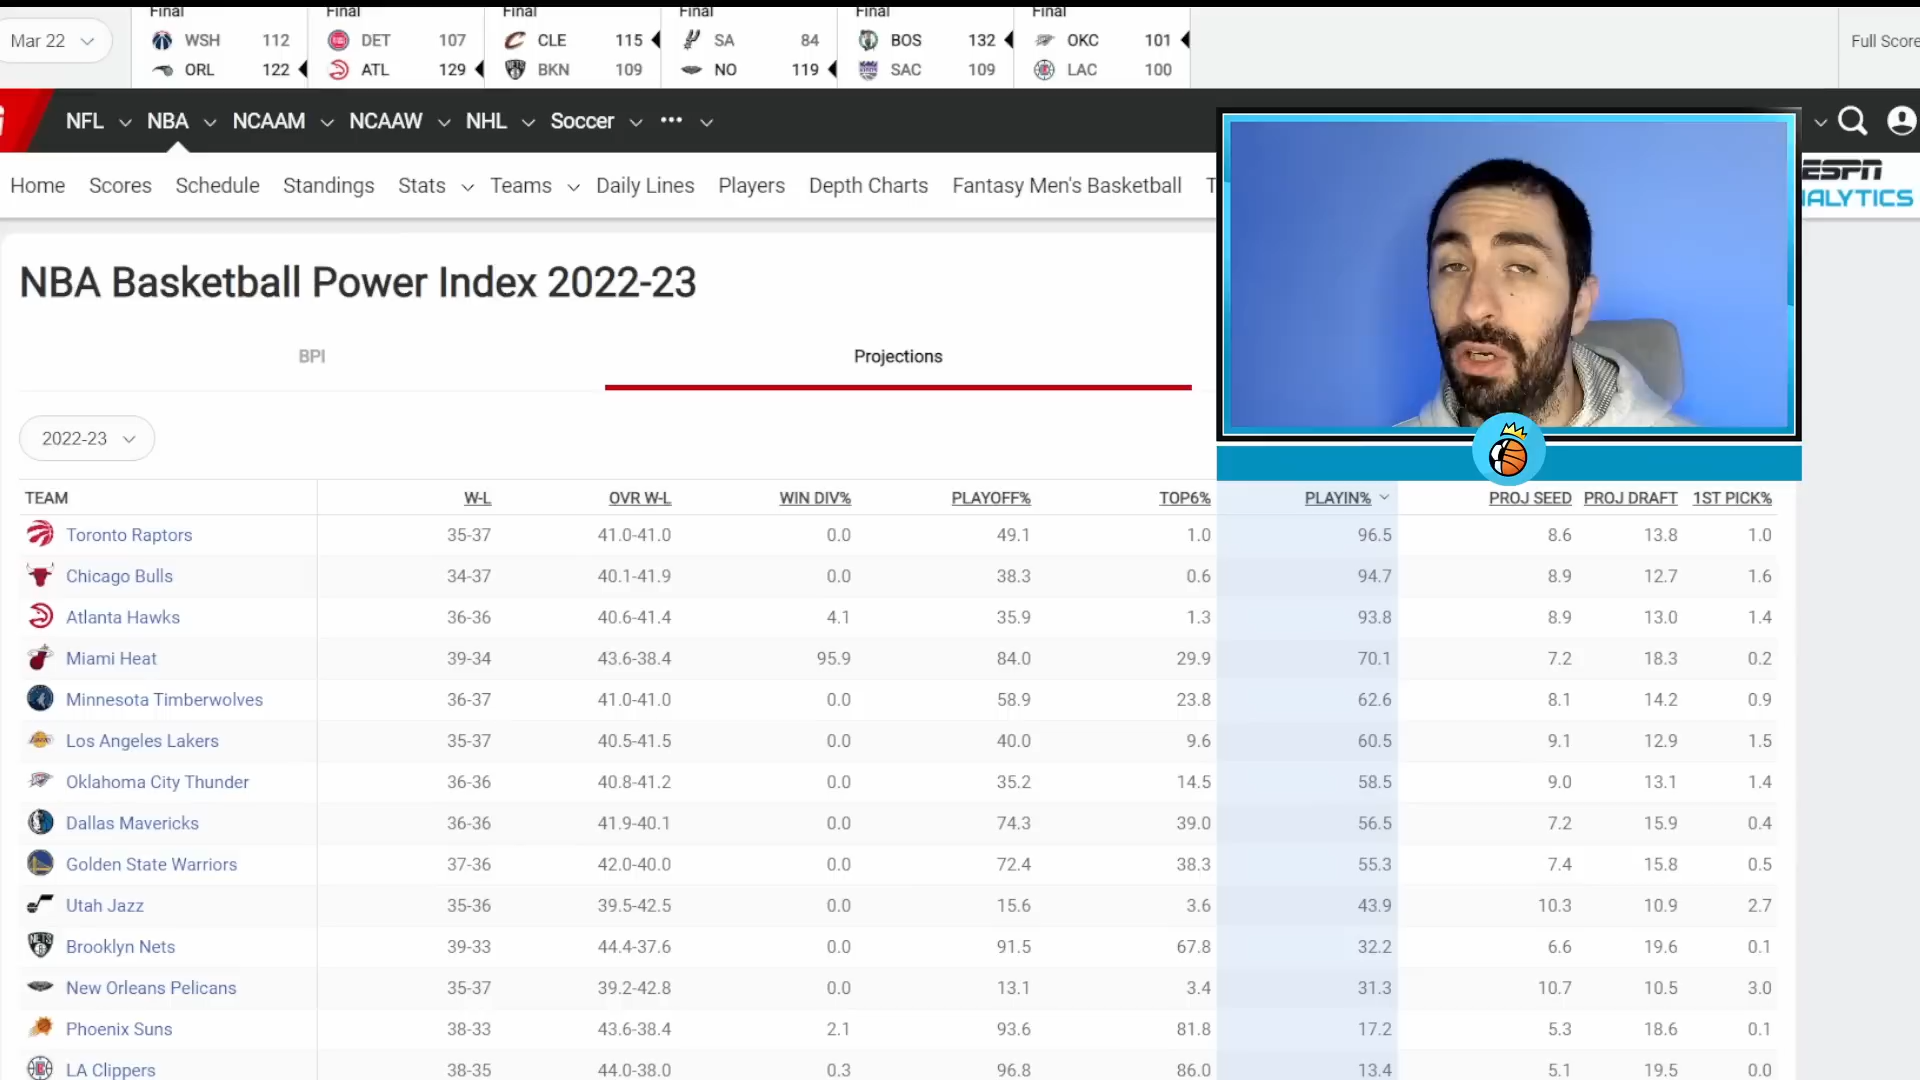 Final Final Final Final Final Final
Mar 22 WSH 112 DET 107 CLE 115 SA 84 BOS 132 OKC 101 Full Score
ORL 122 ATL 129 BKN 109 NO 119 SAC 109 LAC 100
NFL NBA NCAAM NCAAW NHL Soccer
Home Scores Schedule Standings Stats Teams Daily Lines Players Depth Charts Fantasy Men's Basketball T
ESPN
ALYTICS
NBA Basketball Power Index 2022-23
BPI Projections
2022-23
TEAM W-L OVR W-L WIN DIV% PLAYOFF% TOP6% PLAYIN% PROJ SEED PROJ DRAFT 1ST PICK%
Toronto Raptors 35-37 41.0-41.0 0.0 49.1 1.0 96.5 8.6 13.8 1.0
Chicago Bulls 34-37 40.1-41.9 0.0 38.3 0.6 94.7 8.9 12.7 1.6
Atlanta Hawks 36-36 40.6-41.4 4.1 35.9 1.3 93.8 8.9 13.0 1.4
Miami Heat 39-34 43.6-38.4 95.9 84.0 29.9 70.1 7.2 18.3 0.2
Minnesota Timberwolves 36-37 41.0-41.0 0.0 58.9 23.8 62.6 8.1 14.2 0.9
Los Angeles Lakers 35-37 40.5-41.5 0.0 40.0 9.6 60.5 9.1 12.9 1.5
Oklahoma City Thunder 36-36 40.8-41.2 0.0 35.2 14.5 58.5 9.0 13.1 1.4
Dallas Mavericks 36-36 41.9-40.1 0.0 74.3 39.0 56.5 7.2 15.9 0.4
Golden State Warriors 37-36 42.0-40.0 0.0 72.4 38.3 55.3 7.4 15.8 0.5
Utah Jazz 35-36 39.5-42.5 0.0 15.6 3.6 43.9 10.3 10.9 2.7
Brooklyn Nets 39-33 44.4-37.6 0.0 91.5 67.8 32.2 6.6 19.6 0.1
New Orleans Pelicans 35-37 39.2-42.8 0.0 13.1 3.4 31.3 10.7 10.5 3.0
Phoenix Suns 38-33 43.6-38.4 2.1 93.6 81.8 17.2 5.3 18.6 0.1
LA Clippers 38-35 44.0-38.0 0.3 96.8 86.0 13.4 5.1 19.5 0.0